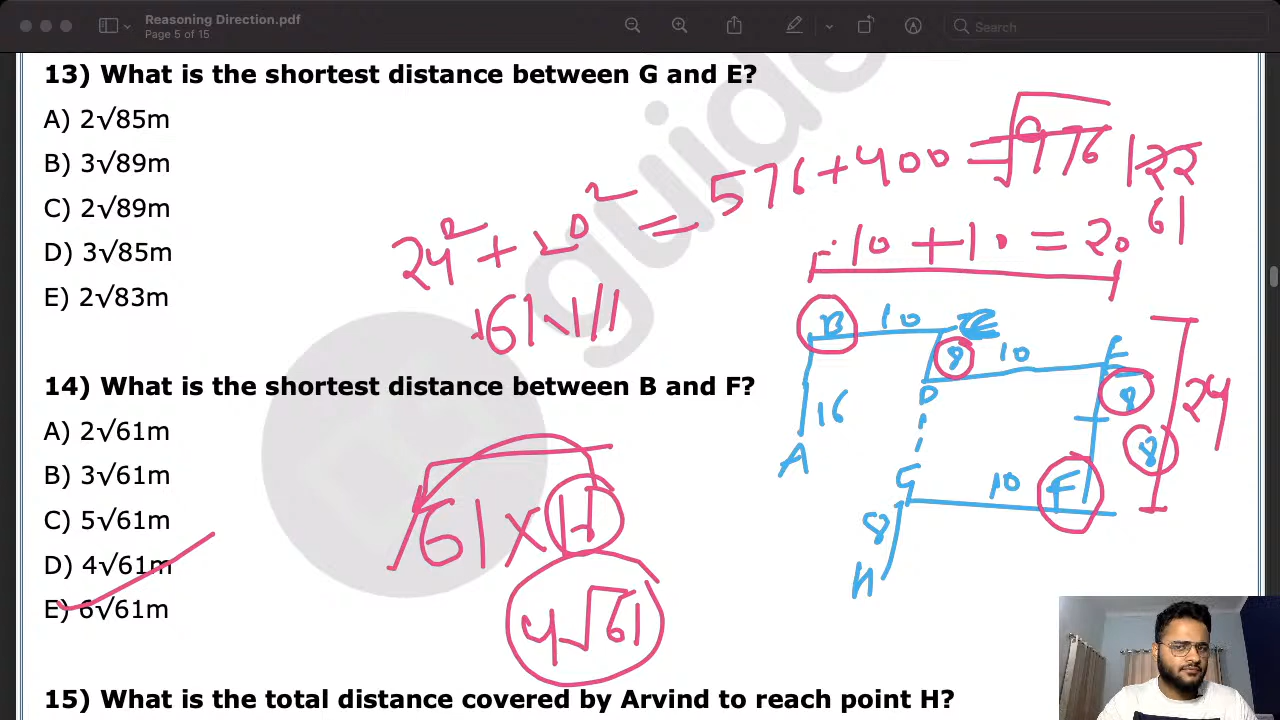 Reasoning Direction.pdf
Page 5 of 15
Search
guide
13) What is the shortest distance between G and E?
A) 2√85m
B) 3√89m
C) 2√89m
D) 3√85m
E) 2√83m
24² + 20² = 576 + 400 = √976
122
61
10 + 10 = 20
√61×1
B 10
8 10 E
D
16
A
8
8
24
G 10 F
8
H
14) What is the shortest distance between B and F?
A) 2√61m
B) 3√61m
C) 5√61m
D) 4√61m
E) 6√61m
4√61
15) What is the total distance covered by Arvind to reach point H?